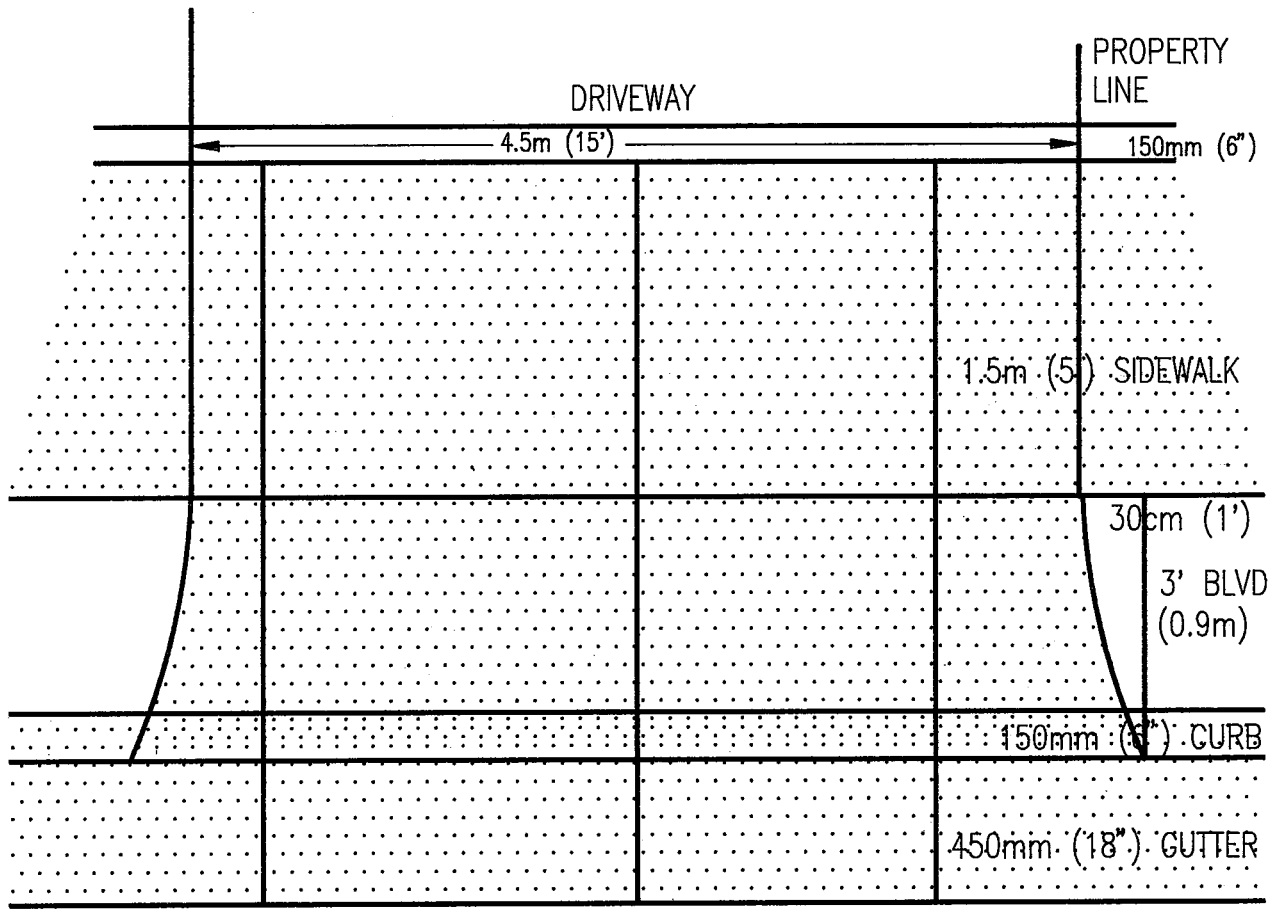 PROPERTY
LINE
DRIVEWAY
4.5m (15')
150mm (6")
1.5m (5') SIDEWALK
30cm (1')
3' BLVD
(0.9m)
150mm (6") CURB
450mm (18") GUTTER